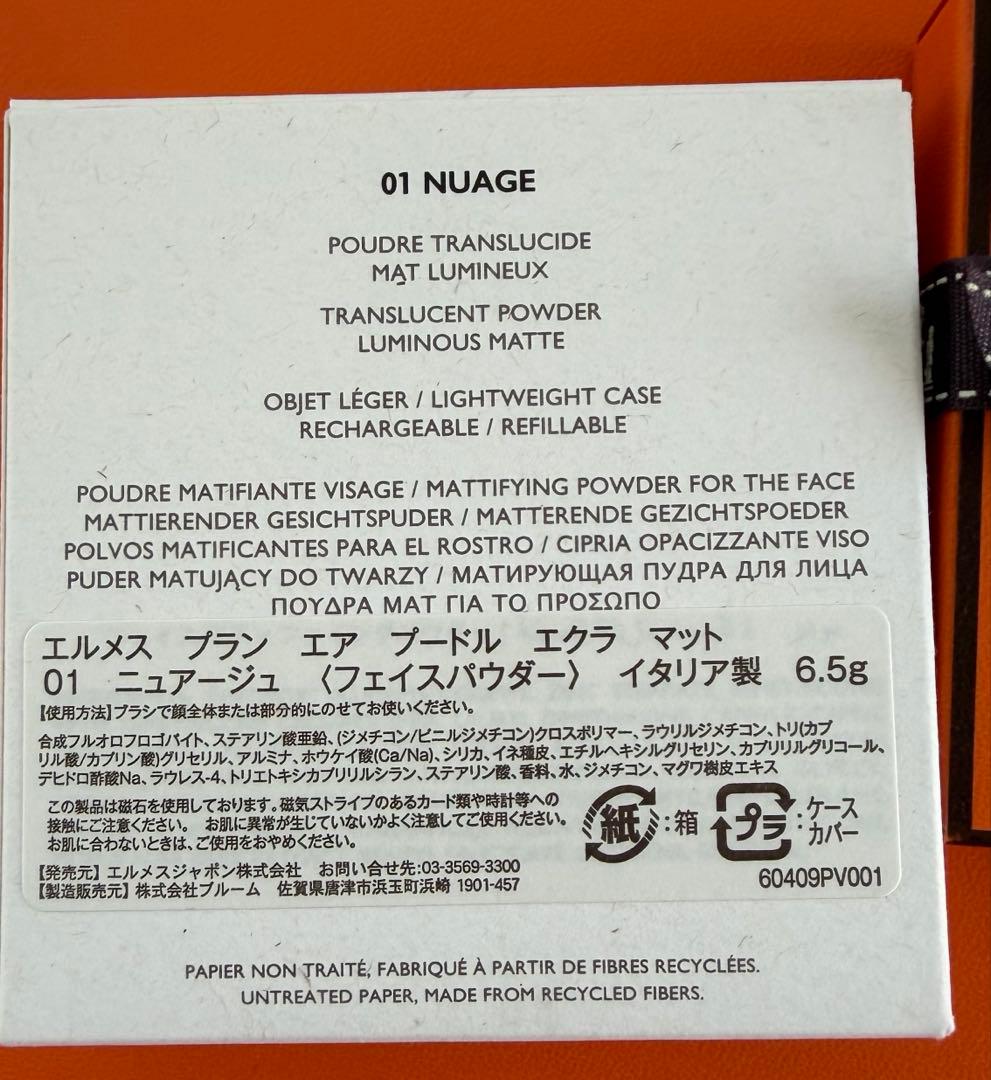 01 NUAGE
POUDRE TRANSLUCIDE
MAT LUMINEUX
TRANSLUCENT POWDER
LUMINOUS MATTE
OBJET LÉGER / LIGHTWEIGHT CASE
RECHARGEABLE / REFILLABLE
POUDRE MATIFIANTE VISAGE / MATTIFYING POWDER FOR THE FACE
MATTIERENDER GESICHTSPUDER / MATTERENDE GEZICHTSPOEDER
POLVOS MATIFICANTES PARA EL ROSTRO / CIPRIA OPACIZZANTE VISO
PUDER MATUJĄCY DO TWARZY / МАТИРУЮЩАЯ ПУДРА ДЛЯ ЛИЦА
ΠΟΥΔΡΑ ΜΑΤ ΓΙΑ ΤΟ ΠΡΟΣΩΠΟ
エルメス プラン エア プードル エクラ マット
01 ニュアージュ 〈フェイスパウダー〉 イタリア製 6.5g
【使用方法】ブラシで顔全体または部分的にのせてお使いください。
合成フルオロフロゴパイト、ステアリン酸亜鉛、(ジメチコン/ビニルジメチコン)クロスポリマー、ラウリルジメチコン、トリ(カプ
リル酸/カプリン酸)グリセリル、アルミナ、ホウケイ酸(Ca/Na)、シリカ、イネ種皮、エチルヘキシルグリセリン、カプリリルグリコール、
デヒドロ酢酸Na、ラウレス-4、トリエトキシカプリリルシラン、ステアリン酸、香料、水、ジメチコン、マグワ樹皮エキス
この製品は磁石を使用しております。磁気ストライプのあるカード類や時計等への
接触にご注意ください。 お肌に異常が生じていないかよく注意してご使用ください。
お肌に合わないときは、ご使用をおやめください。
紙:箱
プラ:ケース
カバー
【発売元】エルメスジャポン株式会社 お問い合せ先:03-3569-3300
【製造販売元】株式会社ブルーム 佐賀県唐津市浜玉町浜崎 1901-457
60409PV001
PAPIER NON TRAITÉ, FABRIQUÉ À PARTIR DE FIBRES RECYCLÉES.
UNTREATED PAPER, MADE FROM RECYCLED FIBERS.